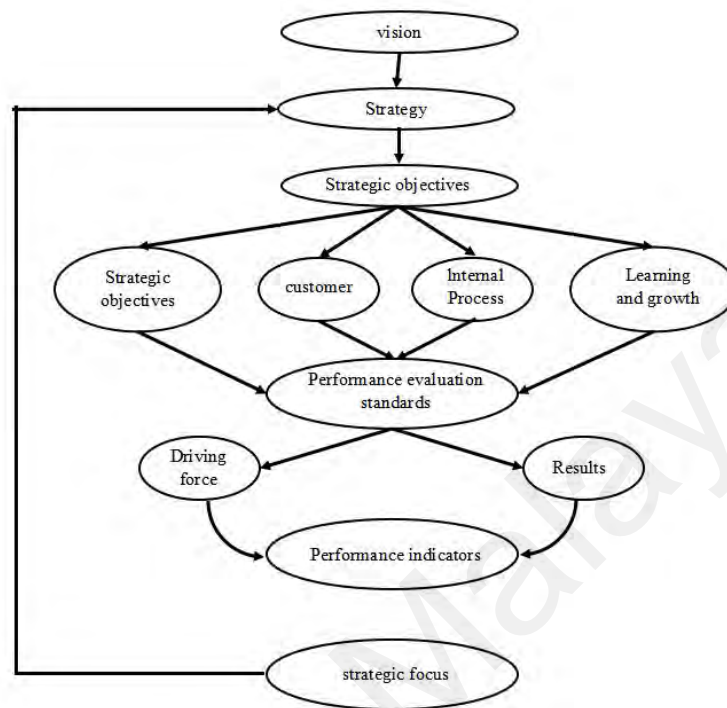 vision
Strategy
Strategic objectives
Strategic
objectives
customer
Internal
Process
Learning
and growth
Performance evaluation
standards
Driving
force
Results
Performance indicators
strategic focus
Malaya